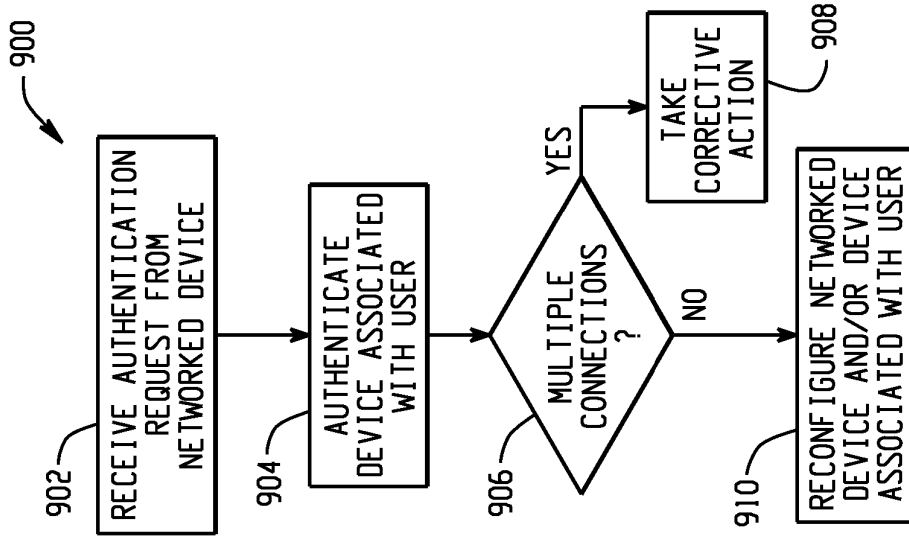 900
902
RECEIVE AUTHENTICATION
REQUEST FROM
NETWORKED DEVICE
904
AUTHENTICATE
DEVICE ASSOCIATED
WITH USER
906
MULTIPLE
CONNECTIONS
?
YES
NO
TAKE
CORRECTIVE
ACTION
908
910
RECONFIGURE NETWORKED
DEVICE AND/OR DEVICE
ASSOCIATED WITH USER